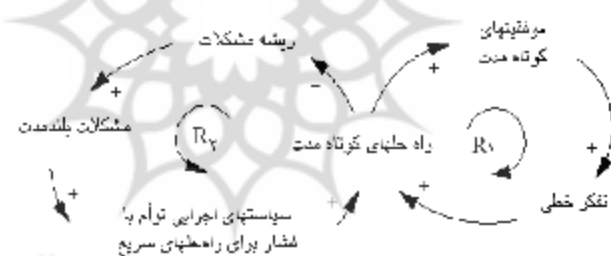 موفقیتهای
کوتاه مدت
ریشه مشکلات
+
+
−
مشکلات بلندمدت
R۲
راه حلهای کوتاه مدت
R۱
+
تفکر خطی
+
+
+
سیاستهای اجرایی توأم با
فشار برای راه‌حلهای سریع